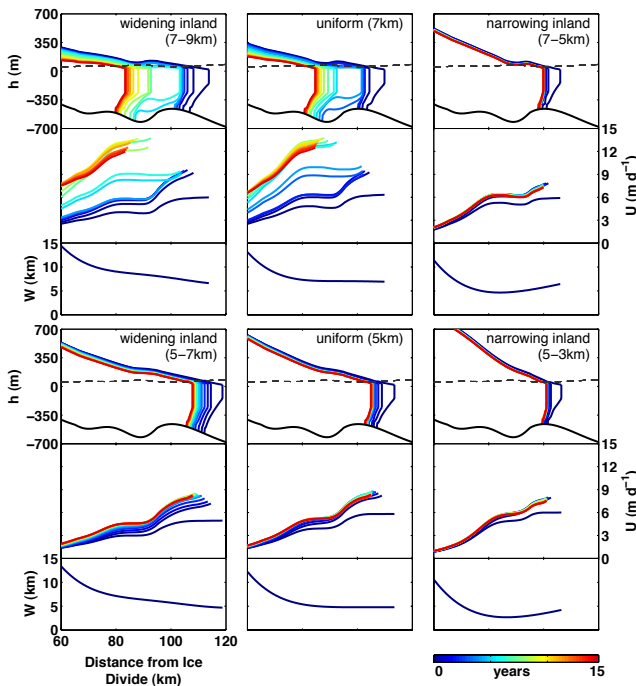 widening inland
(7−9km)
uniform (7km)
narrowing inland
(7−5km)
700
350
0
−350
−700
h (m)
15
12
9
6
3
0
U (m d⁻¹)
15
10
5
0
W (km)
widening inland
(5−7km)
uniform (5km)
narrowing inland
(5−3km)
700
350
0
−350
−700
h (m)
15
12
9
6
3
0
U (m d⁻¹)
15
10
5
0
W (km)
60 80 100 120
Distance from Ice
Divide (km)
0 years 15